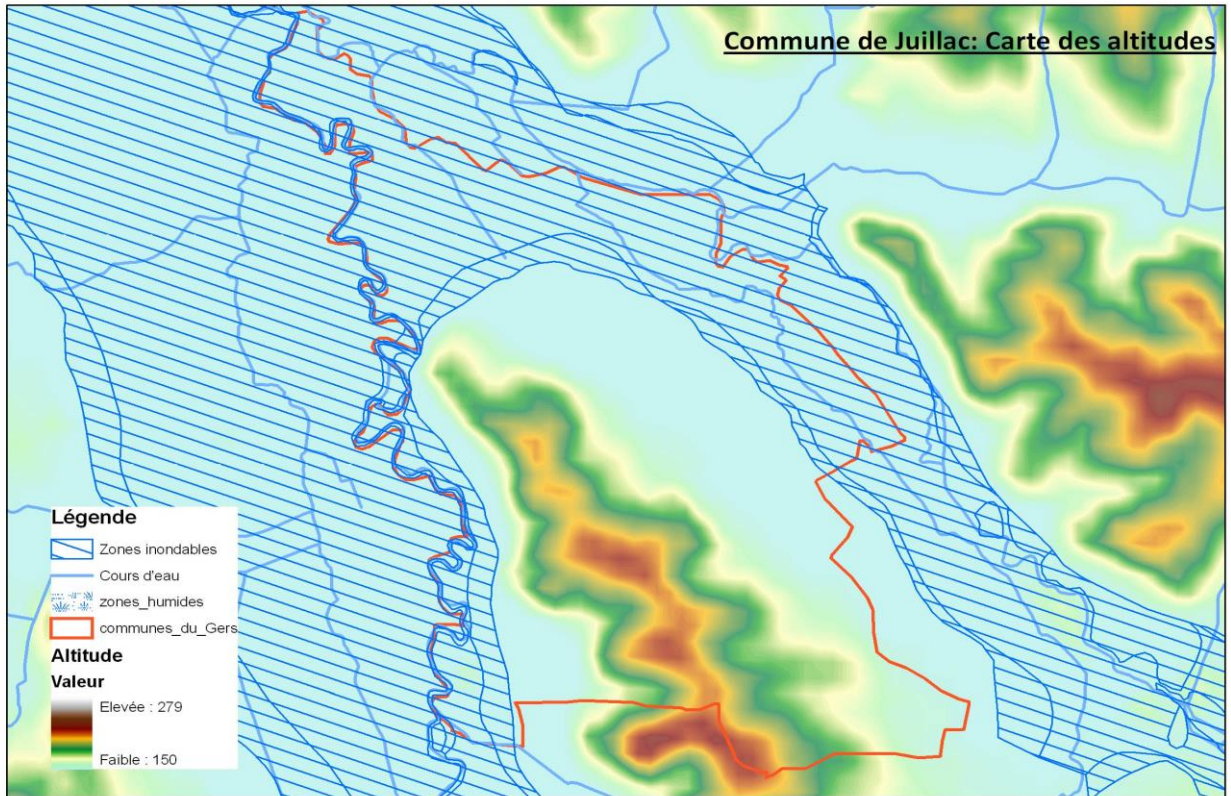 Commune de Juillac: Carte des altitudes
Légende
Zones inondables
Cours d'eau
zones_humides
communes_du_Gers
Altitude
Valeur
Elevée : 279
Faible : 150